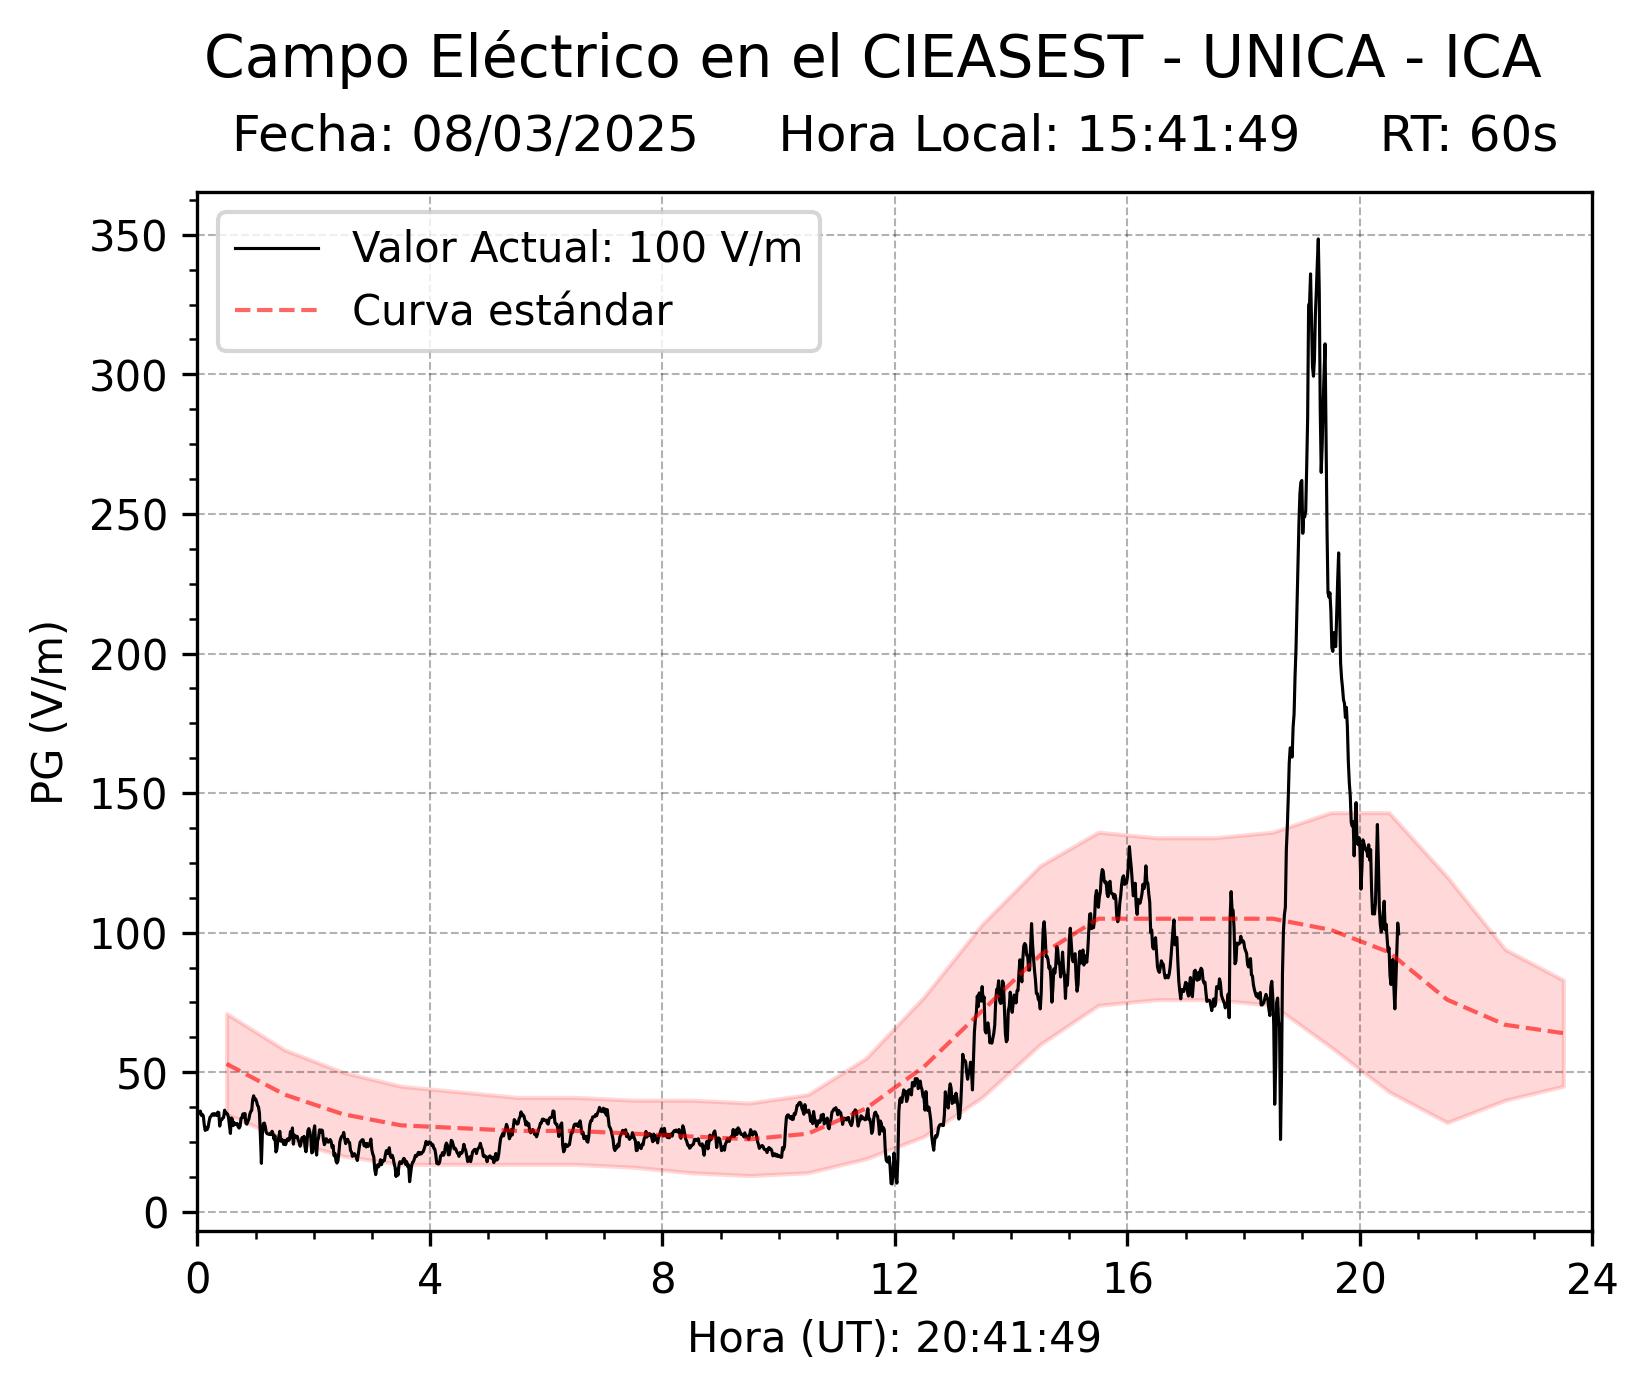 Campo Eléctrico en el CIEASEST - UNICA - ICA
Fecha: 08/03/2025 Hora Local: 15:41:49 RT: 60s
Valor Actual: 100 V/m
Curva estándar
PG (V/m)
350
300
250
200
150
100
50
0
0 4 8 12 16 20 24
Hora (UT): 20:41:49